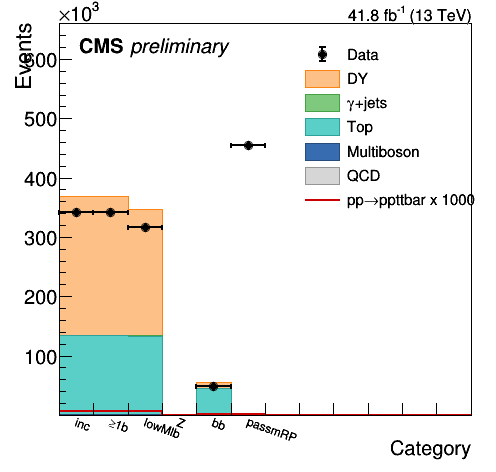 ×10³
41.8 fb⁻¹ (13 TeV)
Events
CMS preliminary
Data
DY
γ+jets
Top
Multiboson
QCD
pp→ppttbar x 1000
600
500
400
300
200
100
inc
≥1b
lowMlb
Z
bb
passmRP
Category